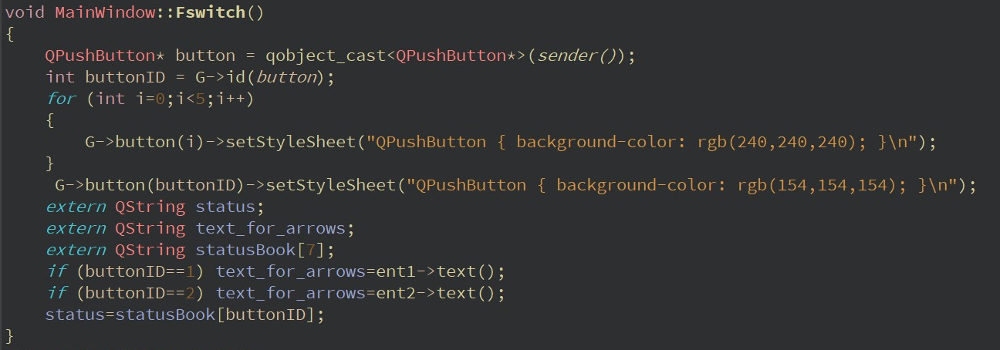 void MainWindow::Fswitch()
{
    QPushButton* button = qobject_cast<QPushButton*>(sender());
    int buttonID = G->id(button);
    for (int i=0;i<5;i++)
    {
        G->button(i)->setStyleSheet("QPushButton { background-color: rgb(240,240,240); }\n");
    }
     G->button(buttonID)->setStyleSheet("QPushButton { background-color: rgb(154,154,154); }\n");
    extern QString status;
    extern QString text_for_arrows;
    extern QString statusBook[7];
    if (buttonID==1) text_for_arrows=ent1->text();
    if (buttonID==2) text_for_arrows=ent2->text();
    status=statusBook[buttonID];
}